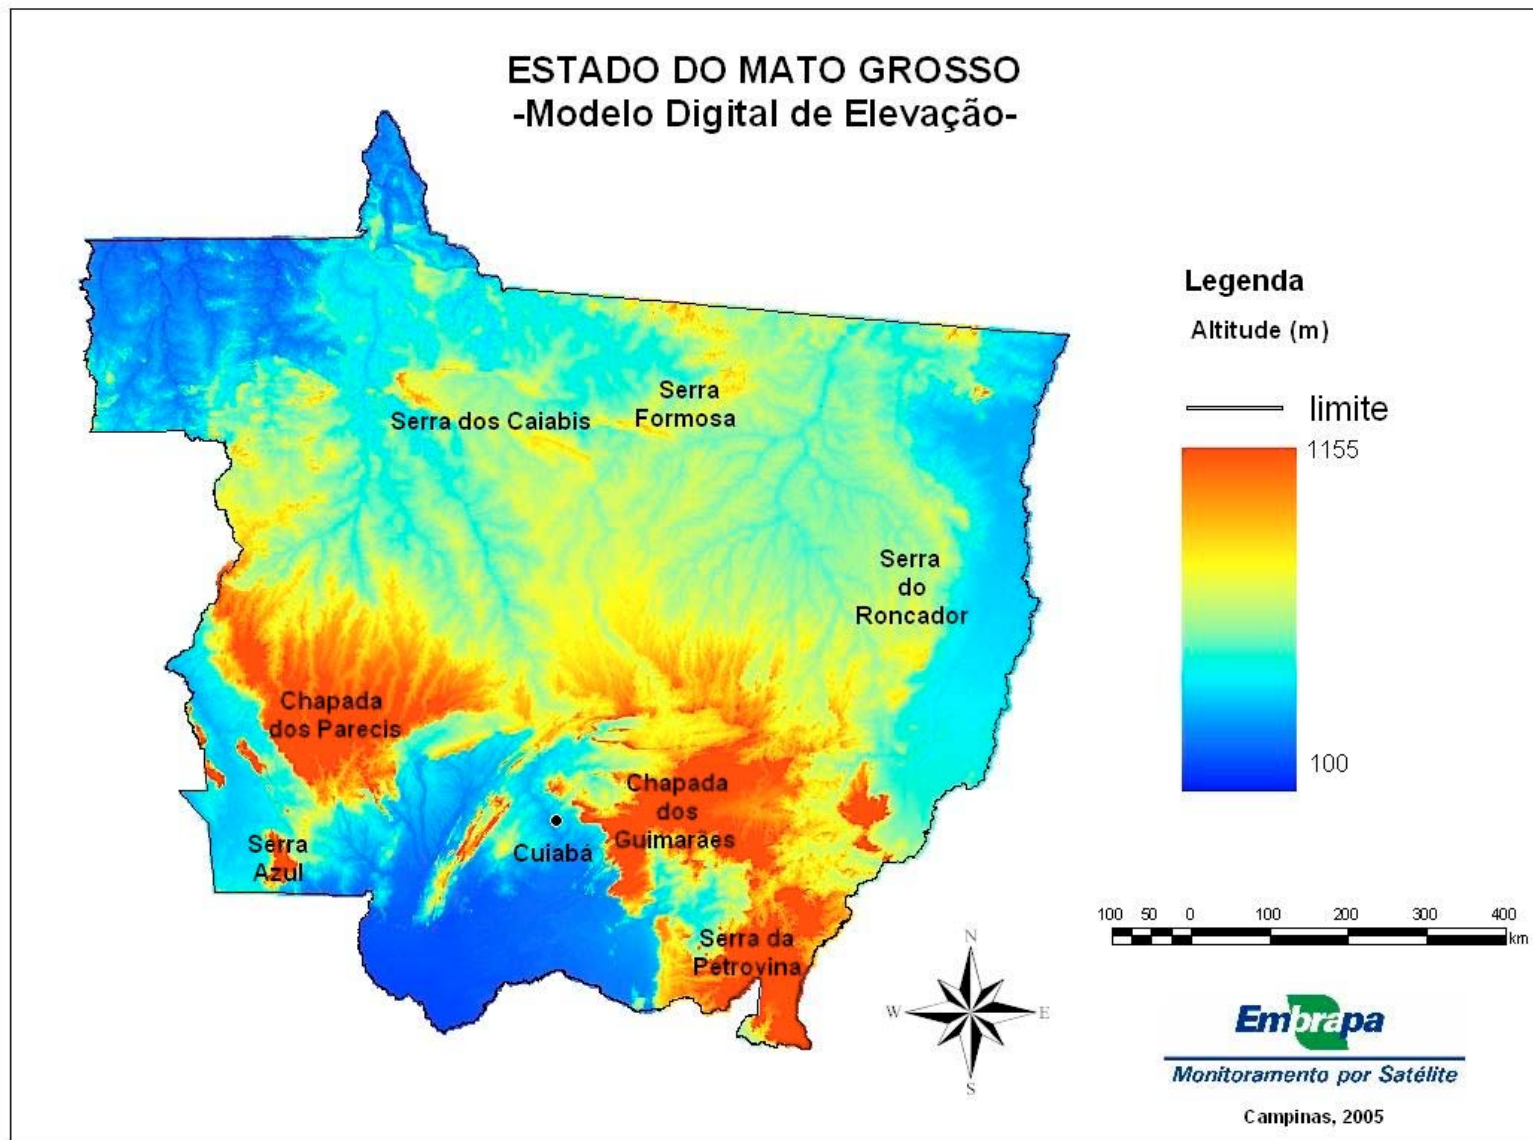 ESTADO DO MATO GROSSO
-Modelo Digital de Elevação-
Legenda
Altitude (m)
limite
1155
100
Serra dos Caiabis
Serra
Formosa
Serra
do
Roncador
Chapada
dos Parecis
Chapada
dos
Guimarães
Cuiabá
Serra
Azul
Serra da
Petrovina
100 50 0 100 200 300 400
km
N
W
E
S
Embrapa
Monitoramento por Satélite
Campinas, 2005